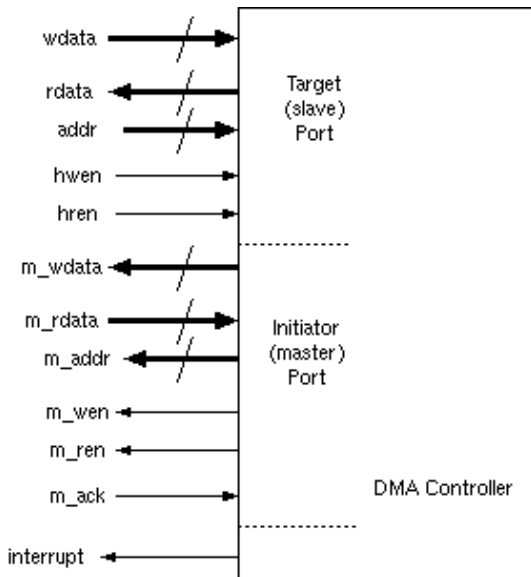 wdata
rdata
addr
hwen
hren
Target
(slave)
Port
m_wdata
m_rdata
m_addr
m_wen
m_ren
m_ack
Initiator
(master)
Port
DMA Controller
interrupt